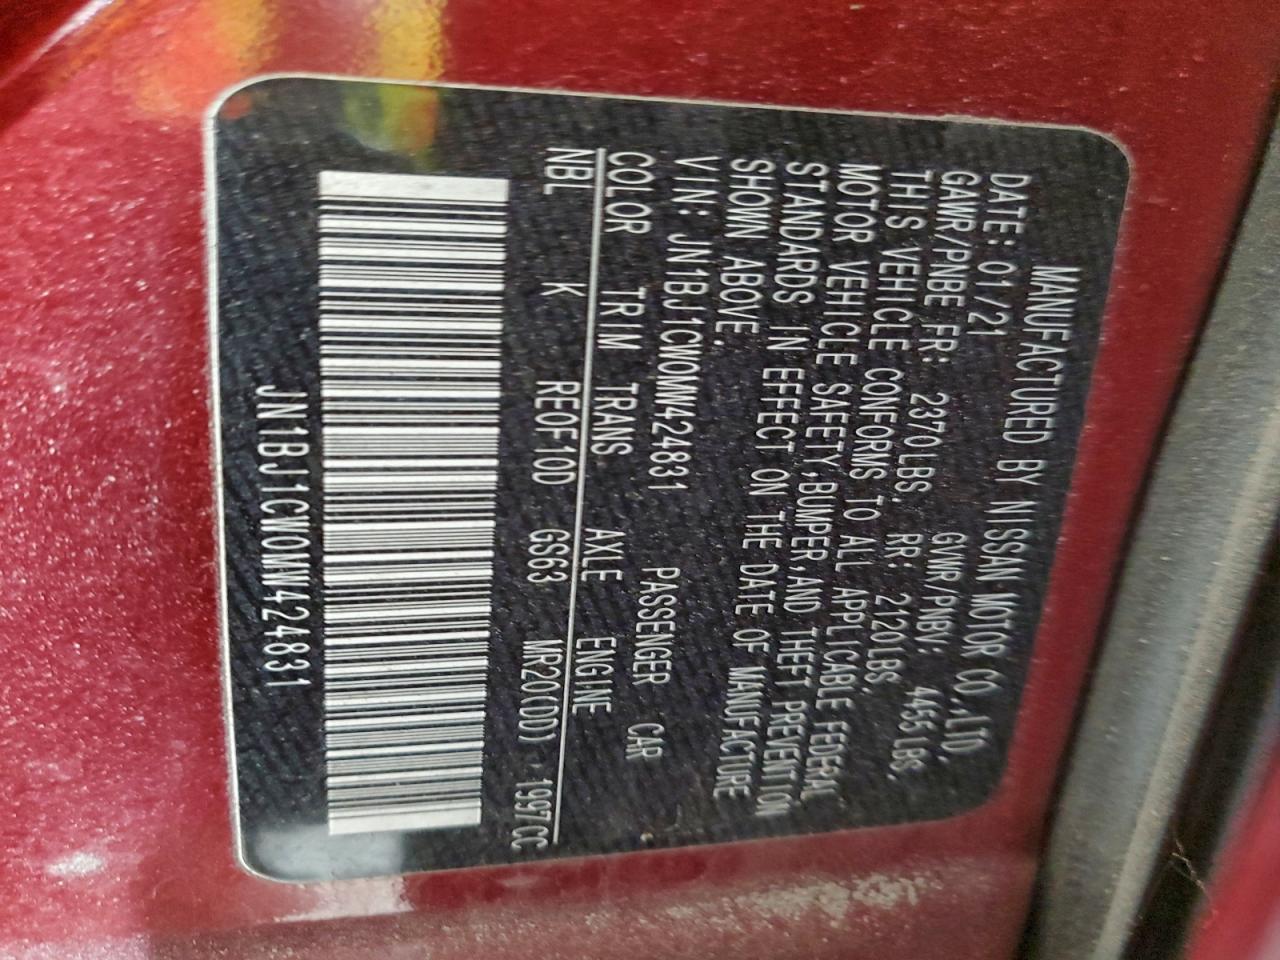 MANUFACTURED BY NISSAN MOTOR CO.,LTD.
DATE: 01/21 GVWR/PNBV: 4455 LBS.
GAWR/PNBE FR: 2370LBS. RR: 2120LBS.
THIS VEHICLE CONFORMS TO ALL APPLICABLE FEDERAL
MOTOR VEHICLE SAFETY,BUMPER,AND THEFT PREVENTION
STANDARDS IN EFFECT ON THE DATE OF MANUFACTURE
SHOWN ABOVE.
VIN: JN1BJ1CW0MW424831 PASSENGER CAR
COLOR TRIM TRANS AXLE ENGINE
NBL K RE0F10D GS63 MR20(DD) · 1997CC
JN1BJ1CW0MW424831